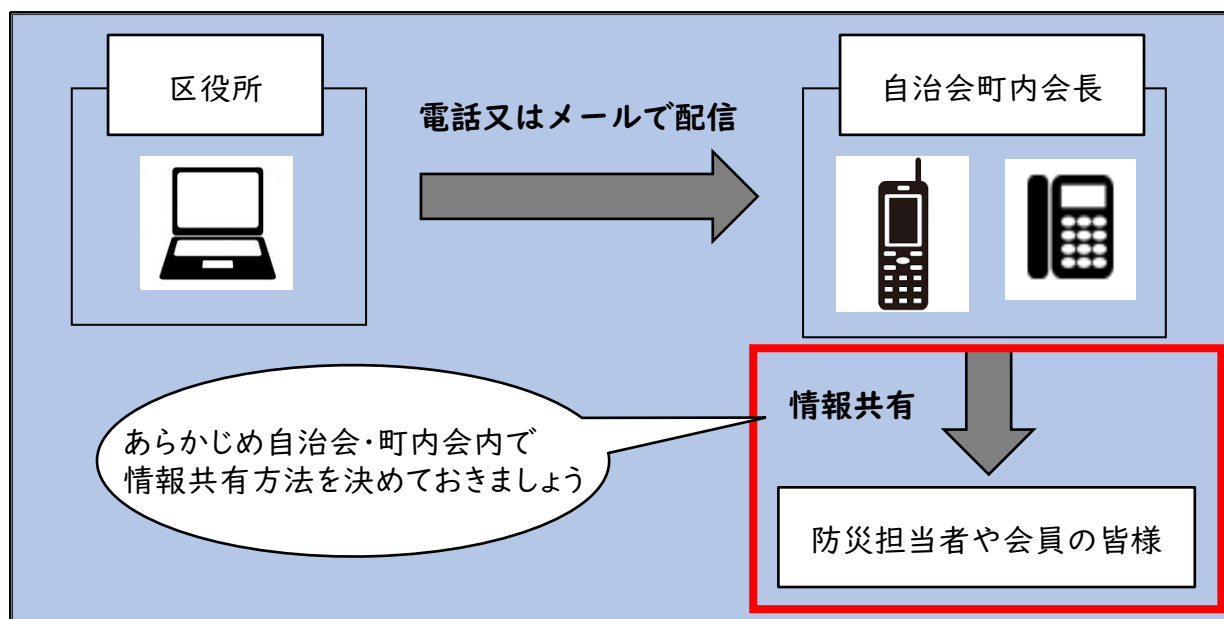 区役所
電話又はメールで配信
自治会町内会長
情報共有
あらかじめ自治会・町内会内で
情報共有方法を決めておきましょう
防災担当者や会員の皆様